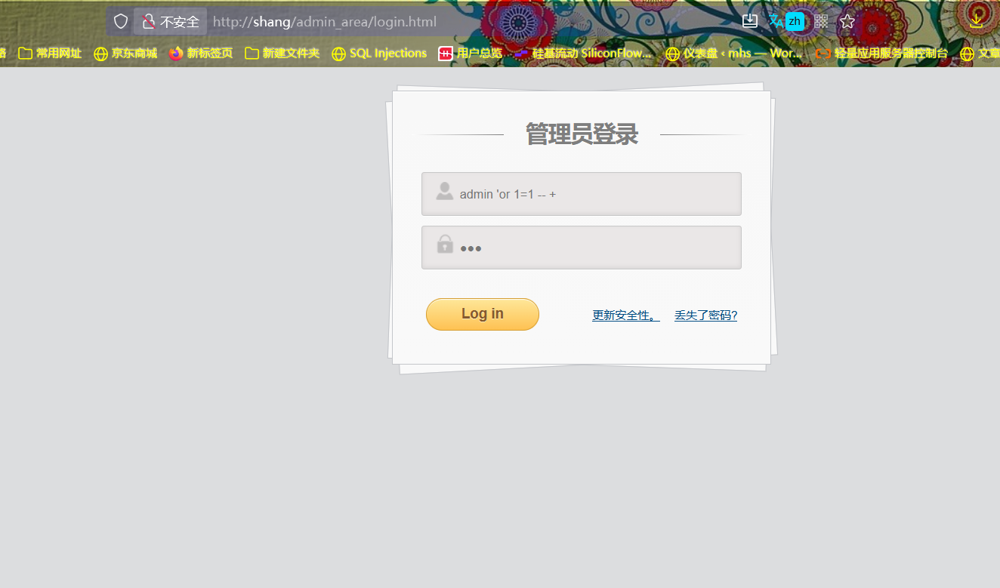 不安全 http://shang/admin_area/login.html zh
常用网址 京东商城 新标签页 新建文件夹 SQL Injections 用户总览 硅基流动 SiliconFlow... 仪表盘 ‹ mhs — Wor... 轻量应用服务器控制台 文章
管理员登录
admin 'or 1=1 -- +
Log in 更新安全性。 丢失了密码?